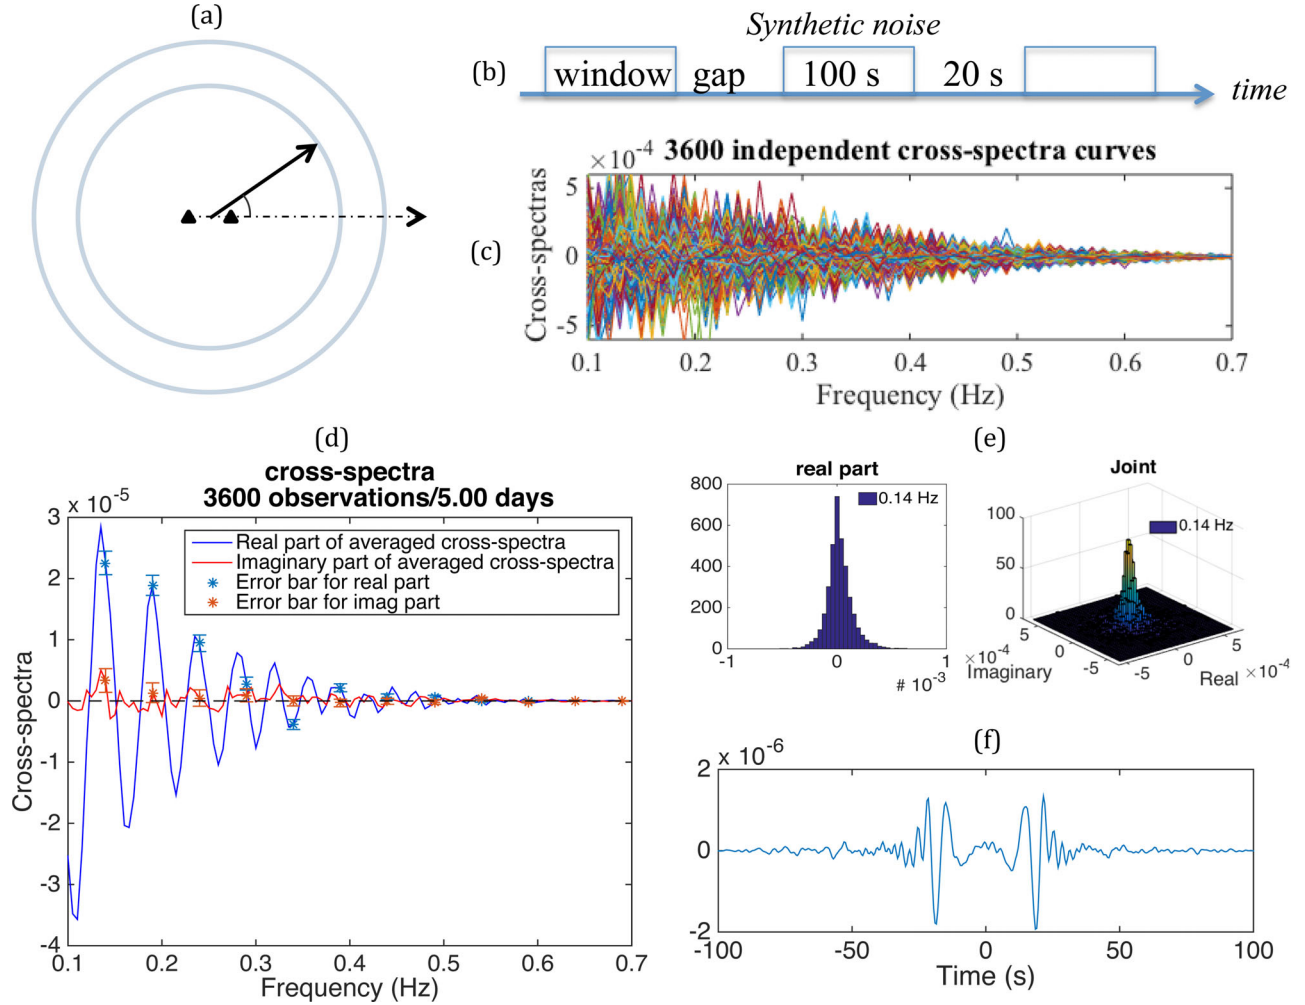 (a)
Synthetic noise
(b)
window gap 100 s 20 s
time
×10-4 3600 independent cross-spectra curves
(c)
Cross-spectras
5
0
-5
0.1 0.2 0.3 0.4 0.5 0.6 0.7
Frequency (Hz)
(d)
cross-spectra
3600 observations/5.00 days
x 10-5
Real part of averaged cross-spectra
Imaginary part of averaged cross-spectra
Error bar for real part
Error bar for imag part
Cross-spectra
3
2
1
0
-1
-2
-3
-4
0.1 0.2 0.3 0.4 0.5 0.6 0.7
Frequency (Hz)
(e)
real part
0.14 Hz
800
600
400
200
0
-1 0 1
# 10-3
Joint
0.14 Hz
100
50
0
5 0 -5
×10-4
Imaginary
-5 0 5
Real ×10-4
(f)
x 10-6
2
0
-2
-100 -50 0 50 100
Time (s)